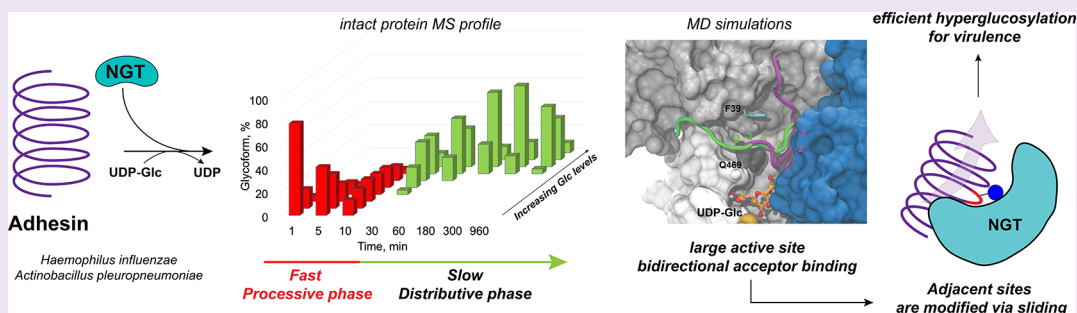 NGT
UDP-Glc
UDP
Adhesin
Haemophilus influenzae
Actinobacillus pleuropneumoniae
intact protein MS profile
Glycoform, %
100
80
60
40
20
0
1 5 10 30 60 180 300 960
Time, min
Increasing Glc levels
Fast
Processive phase
Slow
Distributive phase
MD simulations
F39
Q469
UDP-Glc
large active site
bidirectional acceptor binding
efficient hyperglucosylation
for virulence
NGT
Adjacent sites
are modified via sliding